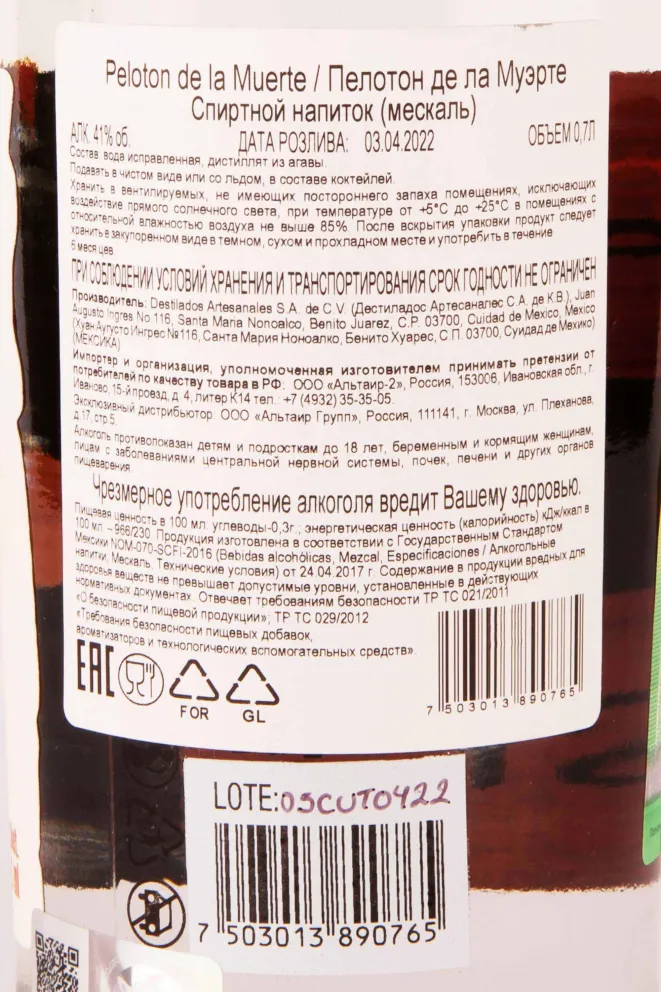 Peloton de la Muerte / Пелотон де ла Муэрте
Спиртной напиток (мескаль)
АЛК. 41% об. ДАТА РОЗЛИВА: 03.04.2022 ОБЪЕМ 0,7Л
Состав вода исправленная, дистиллят из агавы.
Подавать в чистом виде или со льдом, в составе коктейлей.
Хранить в вентилируемых, не имеющих постороннего запаха помещениях, исключающих
воздействие прямого солнечного света, при температуре от +5°С до +25°С в помещениях с
относительной влажностью воздуха не выше 85%. После вскрытия упаковки продукт следует
хранить в закупоренном виде в темном, сухом и прохладном месте и употребить в течение
6 месяцев
ПРИ СОБЛЮДЕНИИ УСЛОВИЙ ХРАНЕНИЯ И ТРАНСПОРТИРОВАНИЯ СРОК ГОДНОСТИ НЕ ОГРАНИЧЕН
Производитель: Destilados Artesanales S.A. de C.V. (Дестиладос Артесаналес С.А. де К.В.), Juan
Augusto Ingres No 116, Santa Maria Nonoalco, Benito Juarez, C.P. 03700, Cuidad de Mexico, Mexico
(Хуан Аугусто Ингрес №116, Санта Мария Ноноалко, Бенито Хуарес, С.П. 03700, Суидад де Мехико)
(МЕКСИКА)
Импортер и организация, уполномоченная изготовителем принимать претензии от
потребителей по качеству товара в РФ: ООО «Альтаир-2», Россия, 153006, Ивановская обл., г.
Иваново, 15-й проезд, д. 4, литер К14 тел.: +7 (4932) 35-35-05.
Эксклюзивный дистрибьютор: ООО «Альтаир Групп», Россия, 111141, г. Москва, ул. Плеханова,
д.17, стр.5
Алкоголь противопоказан детям и подросткам до 18 лет, беременным и кормящим женщинам,
лицам с заболеваниями центральной нервной системы, почек, печени и других органов
пищеварения
Чрезмерное употребление алкоголя вредит Вашему здоровью.
Пищевая ценность в 100 мл: углеводы-0,3г.; энергетическая ценность (калорийность) кДж/ккал в
100 мл. – 966/230. Продукция изготовлена в соответствии с Государственным Стандартом
Мексики NOM-070-SCFI-2016 (Bebidas alcohólicas, Mezcal, Especificaciones / Алкогольные
напитки, Мескаль, Технические условия) от 24.04.2017 г. Содержание в продукции вредных для
здоровья веществ не превышает допустимые уровни, установленные в действующих
нормативных документах. Отвечает требованиям безопасности ТР ТС 021/2011
«О безопасности пищевой продукции»; ТР ТС 029/2012
«Требования безопасности пищевых добавок,
ароматизаторов и технологических вспомогательных средств».
EAC
FOR GL
7 503013 890765
LOTE:03CUT0422
7 503013 890765